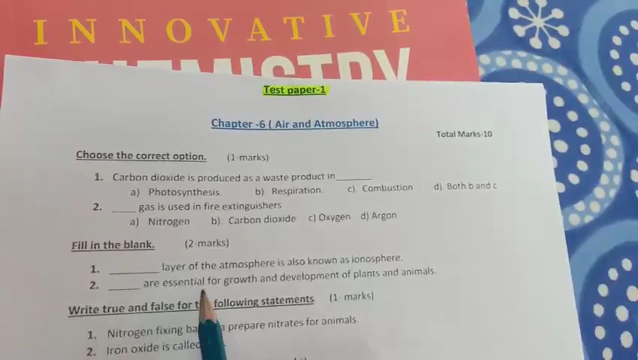 INNOVATIVE
CHEMISTRY
Test paper-1
Chapter -6 ( Air and Atmosphere)
Total Marks-10
Choose the correct option. (1-marks)
1. Carbon dioxide is produced as a waste product in______
a) Photosynthesis. b) Respiration. c) Combustion d). Both b and c
2. ____ gas is used in fire extinguishers
a) Nitrogen b). Carbon dioxide c) Oxygen d) Argon
Fill in the blank. (2-marks)
1. ________ layer of the atmosphere is also known as ionosphere.
2. _____ are essential for growth and development of plants and animals.
Write true and false for following statements (1- marks)
1. Nitrogen fixing prepare nitrates for animals.
2. Iron oxide is called